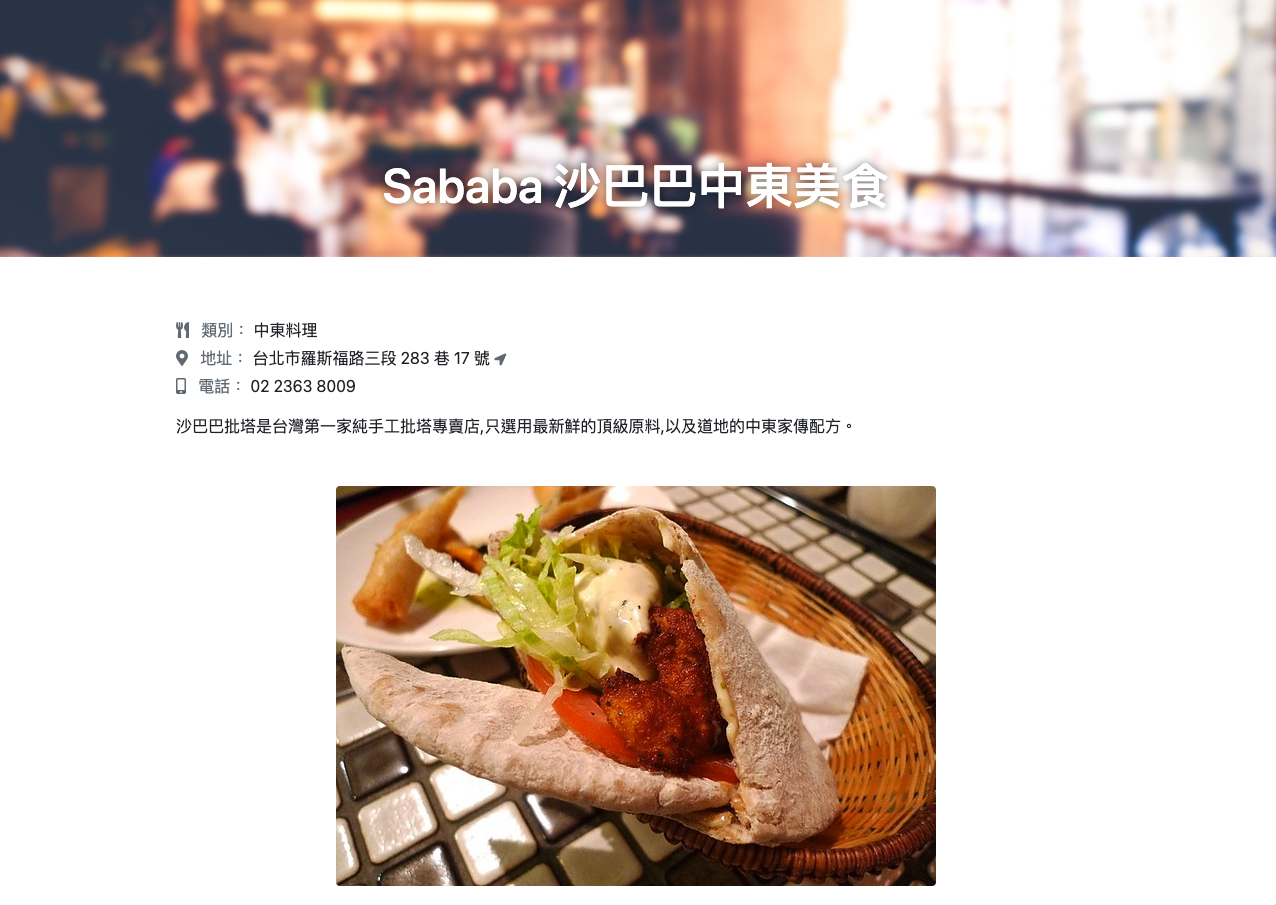 Sababa 沙巴巴中東美食
類別： 中東料理
地址： 台北市羅斯福路三段 283 巷 17 號
電話： 02 2363 8009
沙巴巴批塔是台灣第一家純手工批塔專賣店,只選用最新鮮的頂級原料,以及道地的中東家傳配方。